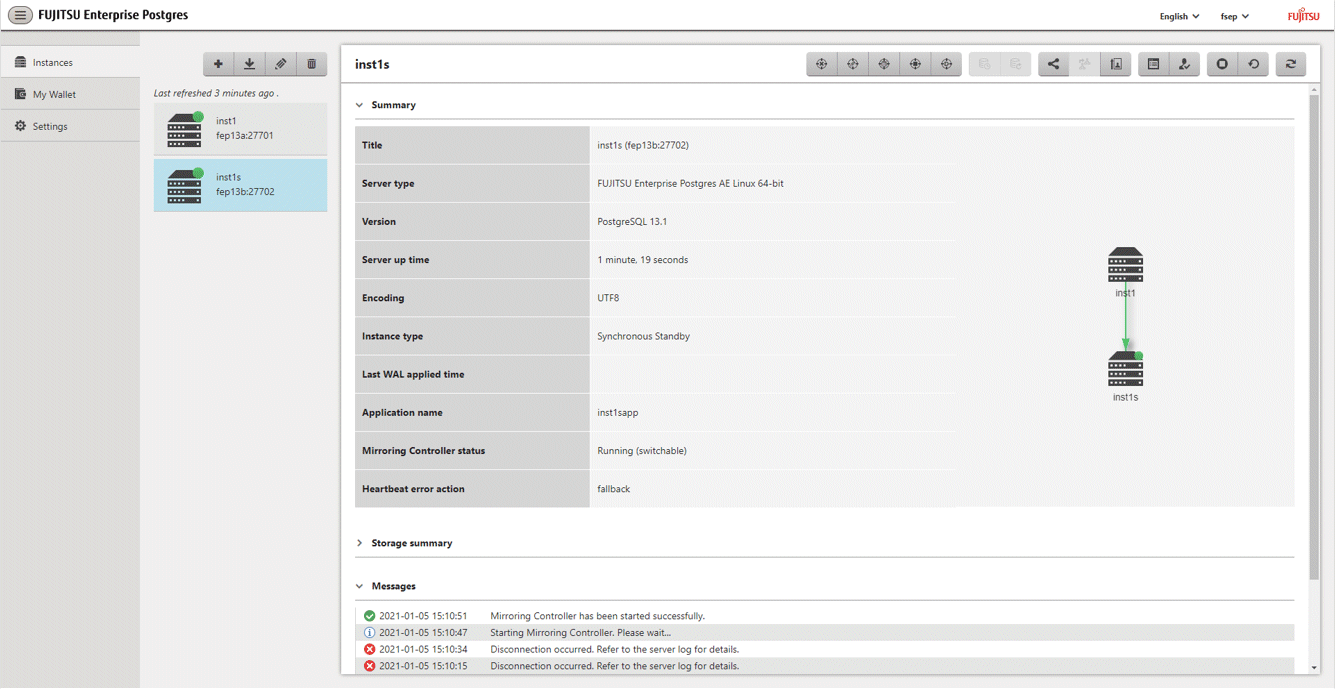 FUJITSU Enterprise Postgres
English
fsep
FUJITSU
Instances
My Wallet
Settings
Last refreshed 3 minutes ago .
inst1
fep13a:27701
inst1s
fep13b:27702
inst1s
Summary
Title inst1s (fep13b:27702)
Server type FUJITSU Enterprise Postgres AE Linux 64-bit
Version PostgreSQL 13.1
Server up time 1 minute, 19 seconds
Encoding UTF8
Instance type Synchronous Standby
Last WAL applied time
Application name inst1sapp
Mirroring Controller status Running (switchable)
Heartbeat error action fallback
inst1
inst1s
Storage summary
Messages
2021-01-05 15:10:51 Mirroring Controller has been started successfully.
2021-01-05 15:10:47 Starting Mirroring Controller. Please wait...
2021-01-05 15:10:34 Disconnection occurred. Refer to the server log for details.
2021-01-05 15:10:15 Disconnection occurred. Refer to the server log for details.